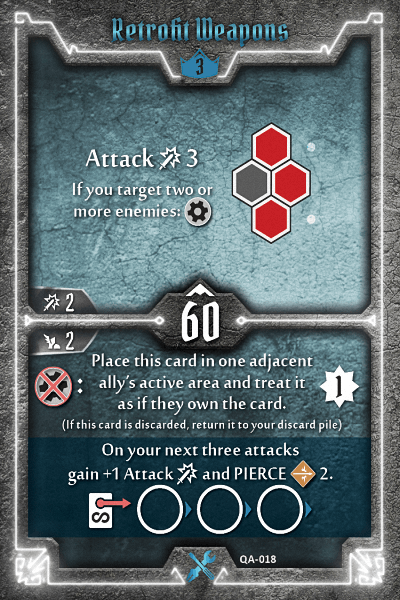 Retrofit Weapons
3
Attack 3
If you target two or
more enemies:
2
60
2
Place this card in one adjacent
: ally's active area and treat it
as if they own the card.
1
(If this card is discarded, return it to your discard pile)
On your next three attacks
gain +1 Attack and PIERCE 2.
QA-018